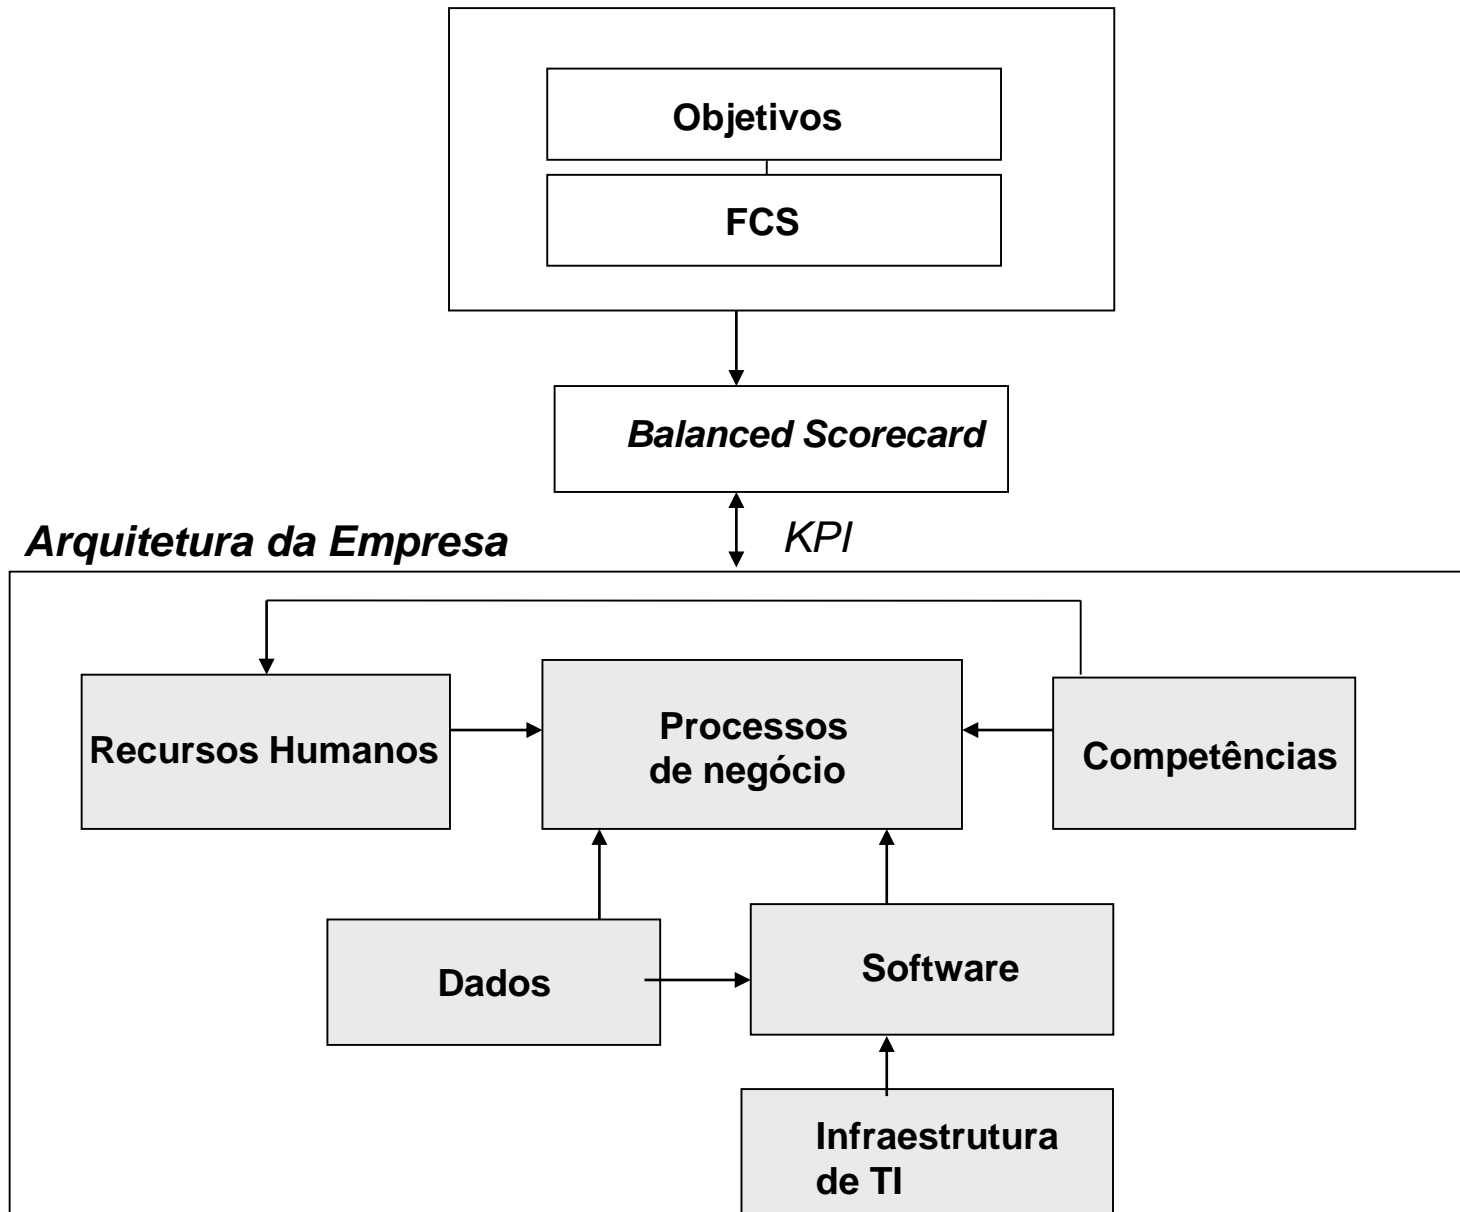 Objetivos
FCS
Balanced Scorecard
KPI
Arquitetura da Empresa
Recursos Humanos
Processos
de negócio
Competências
Dados
Software
Infraestrutura
de TI